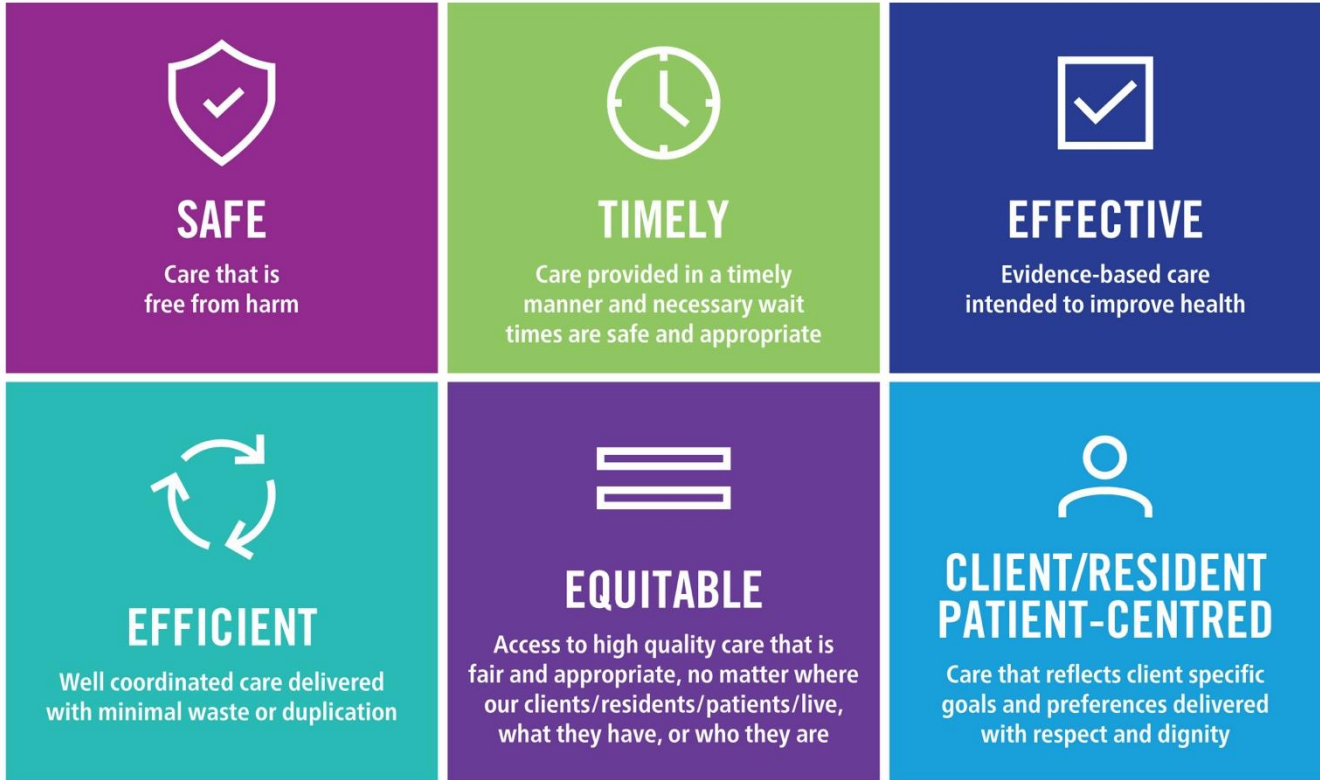 SAFE
Care that is
free from harm
TIMELY
Care provided in a timely
manner and necessary wait
times are safe and appropriate
EFFECTIVE
Evidence-based care
intended to improve health
EFFICIENT
Well coordinated care delivered
with minimal waste or duplication
EQUITABLE
Access to high quality care that is
fair and appropriate, no matter where
our clients/residents/patients/live,
what they have, or who they are
CLIENT/RESIDENT
PATIENT-CENTRED
Care that reflects client specific
goals and preferences delivered
with respect and dignity